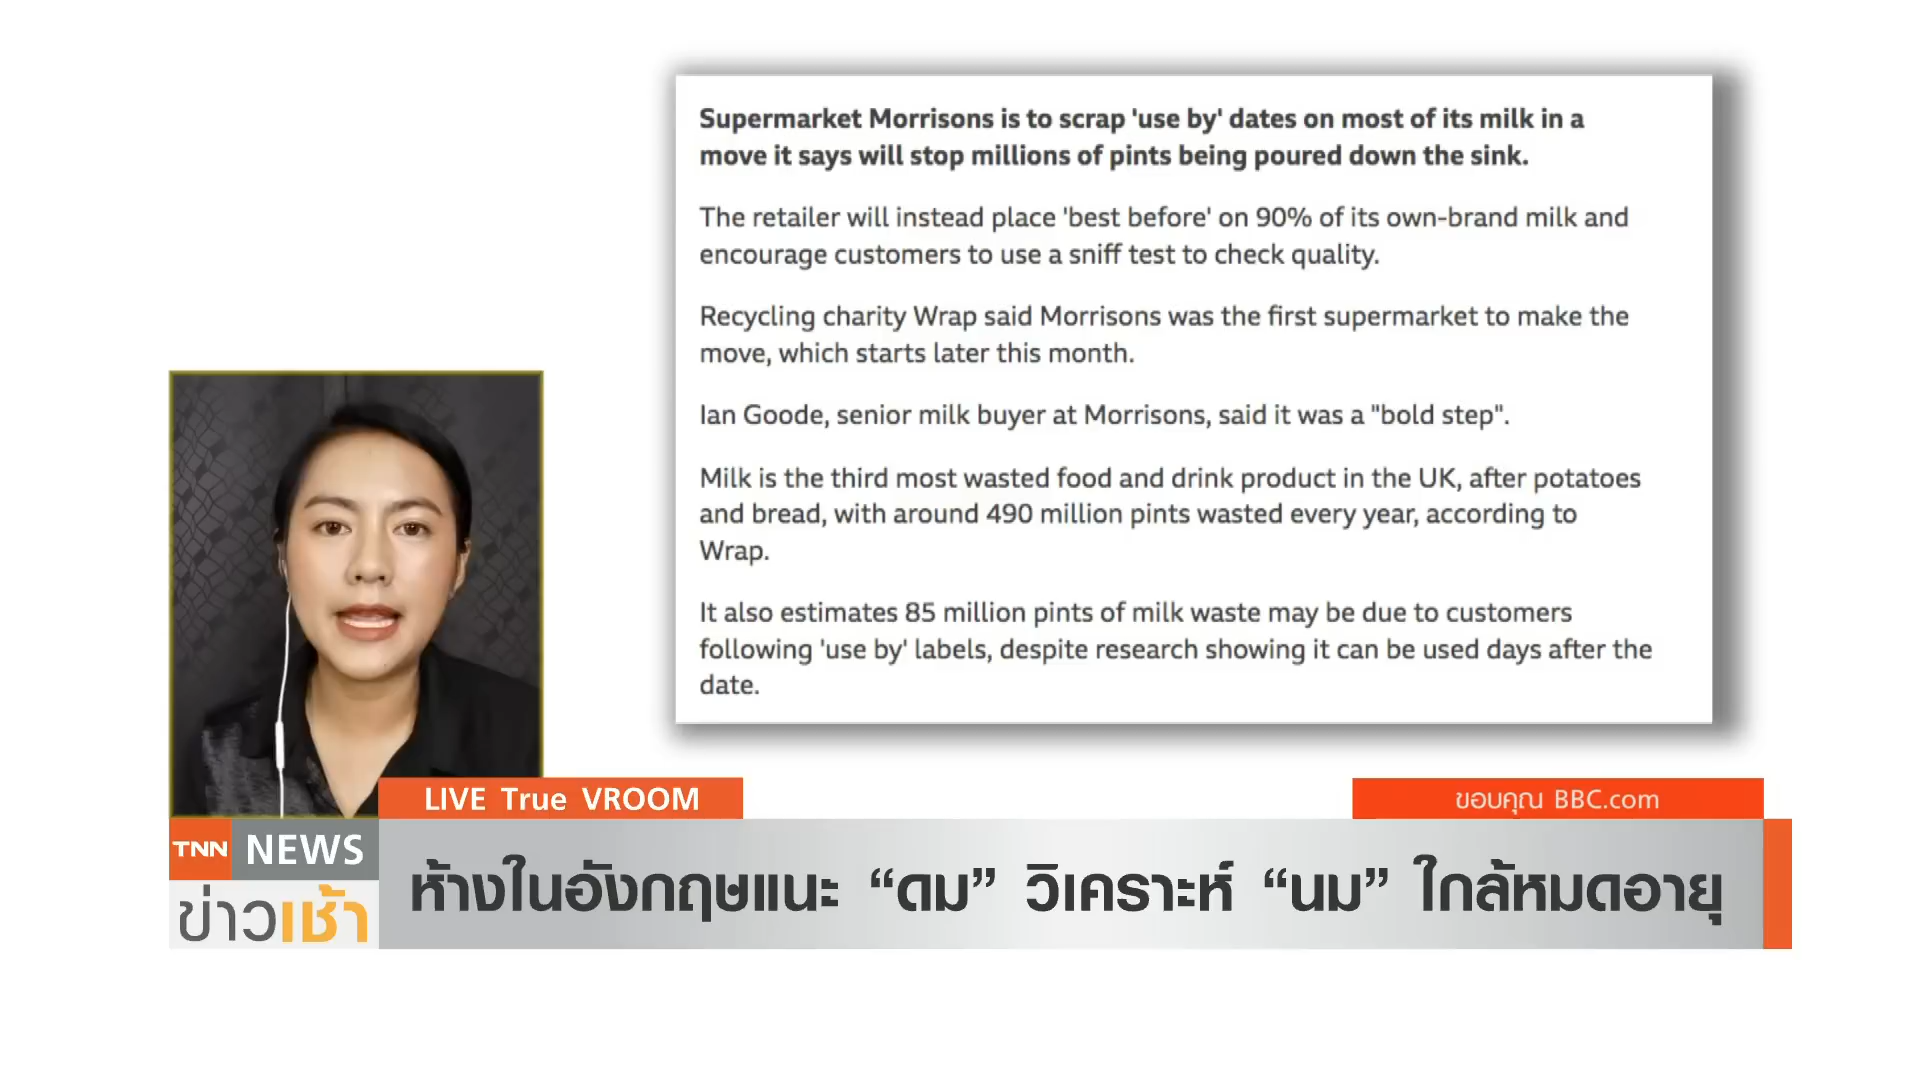 Supermarket Morrisons is to scrap 'use by' dates on most of its milk in a
move it says will stop millions of pints being poured down the sink.
The retailer will instead place 'best before' on 90% of its own-brand milk and
encourage customers to use a sniff test to check quality.
Recycling charity Wrap said Morrisons was the first supermarket to make the
move, which starts later this month.
Ian Goode, senior milk buyer at Morrisons, said it was a "bold step".
Milk is the third most wasted food and drink product in the UK, after potatoes
and bread, with around 490 million pints wasted every year, according to
Wrap.
It also estimates 85 million pints of milk waste may be due to customers
following 'use by' labels, despite research showing it can be used days after the
date.
LIVE True VROOM
ขอบคุณ BBC.com
TNN NEWS
ข่าวเช้า
ห้างในอังกฤษแนะ “ดม” วิเคราะห์ “นม” ใกล้หมดอายุ